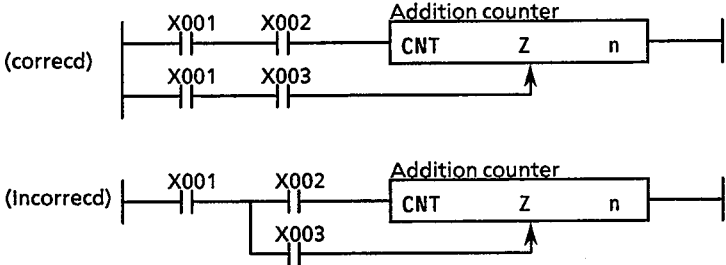 X001 X002 Addition counter
CNT Z n
(correcd)
X001 X003
X001 X002 Addition counter
(Incorrecd) CNT Z n
X003